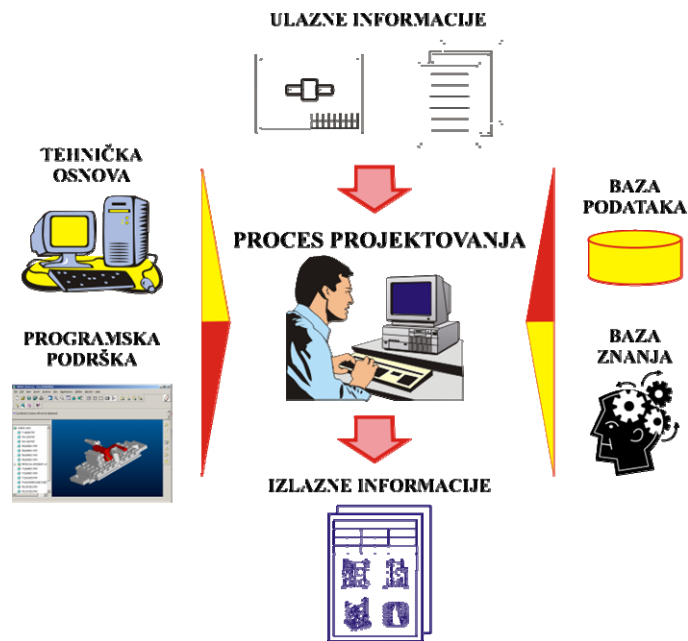 ULAZNE INFORMACIJE
TEHNIČKA
OSNOVA
BAZA
PODATAKA
PROCES PROJEKTOVANJA
PROGRAMSKA
PODRŠKA
BAZA
ZNANJA
IZLAZNE INFORMACIJE